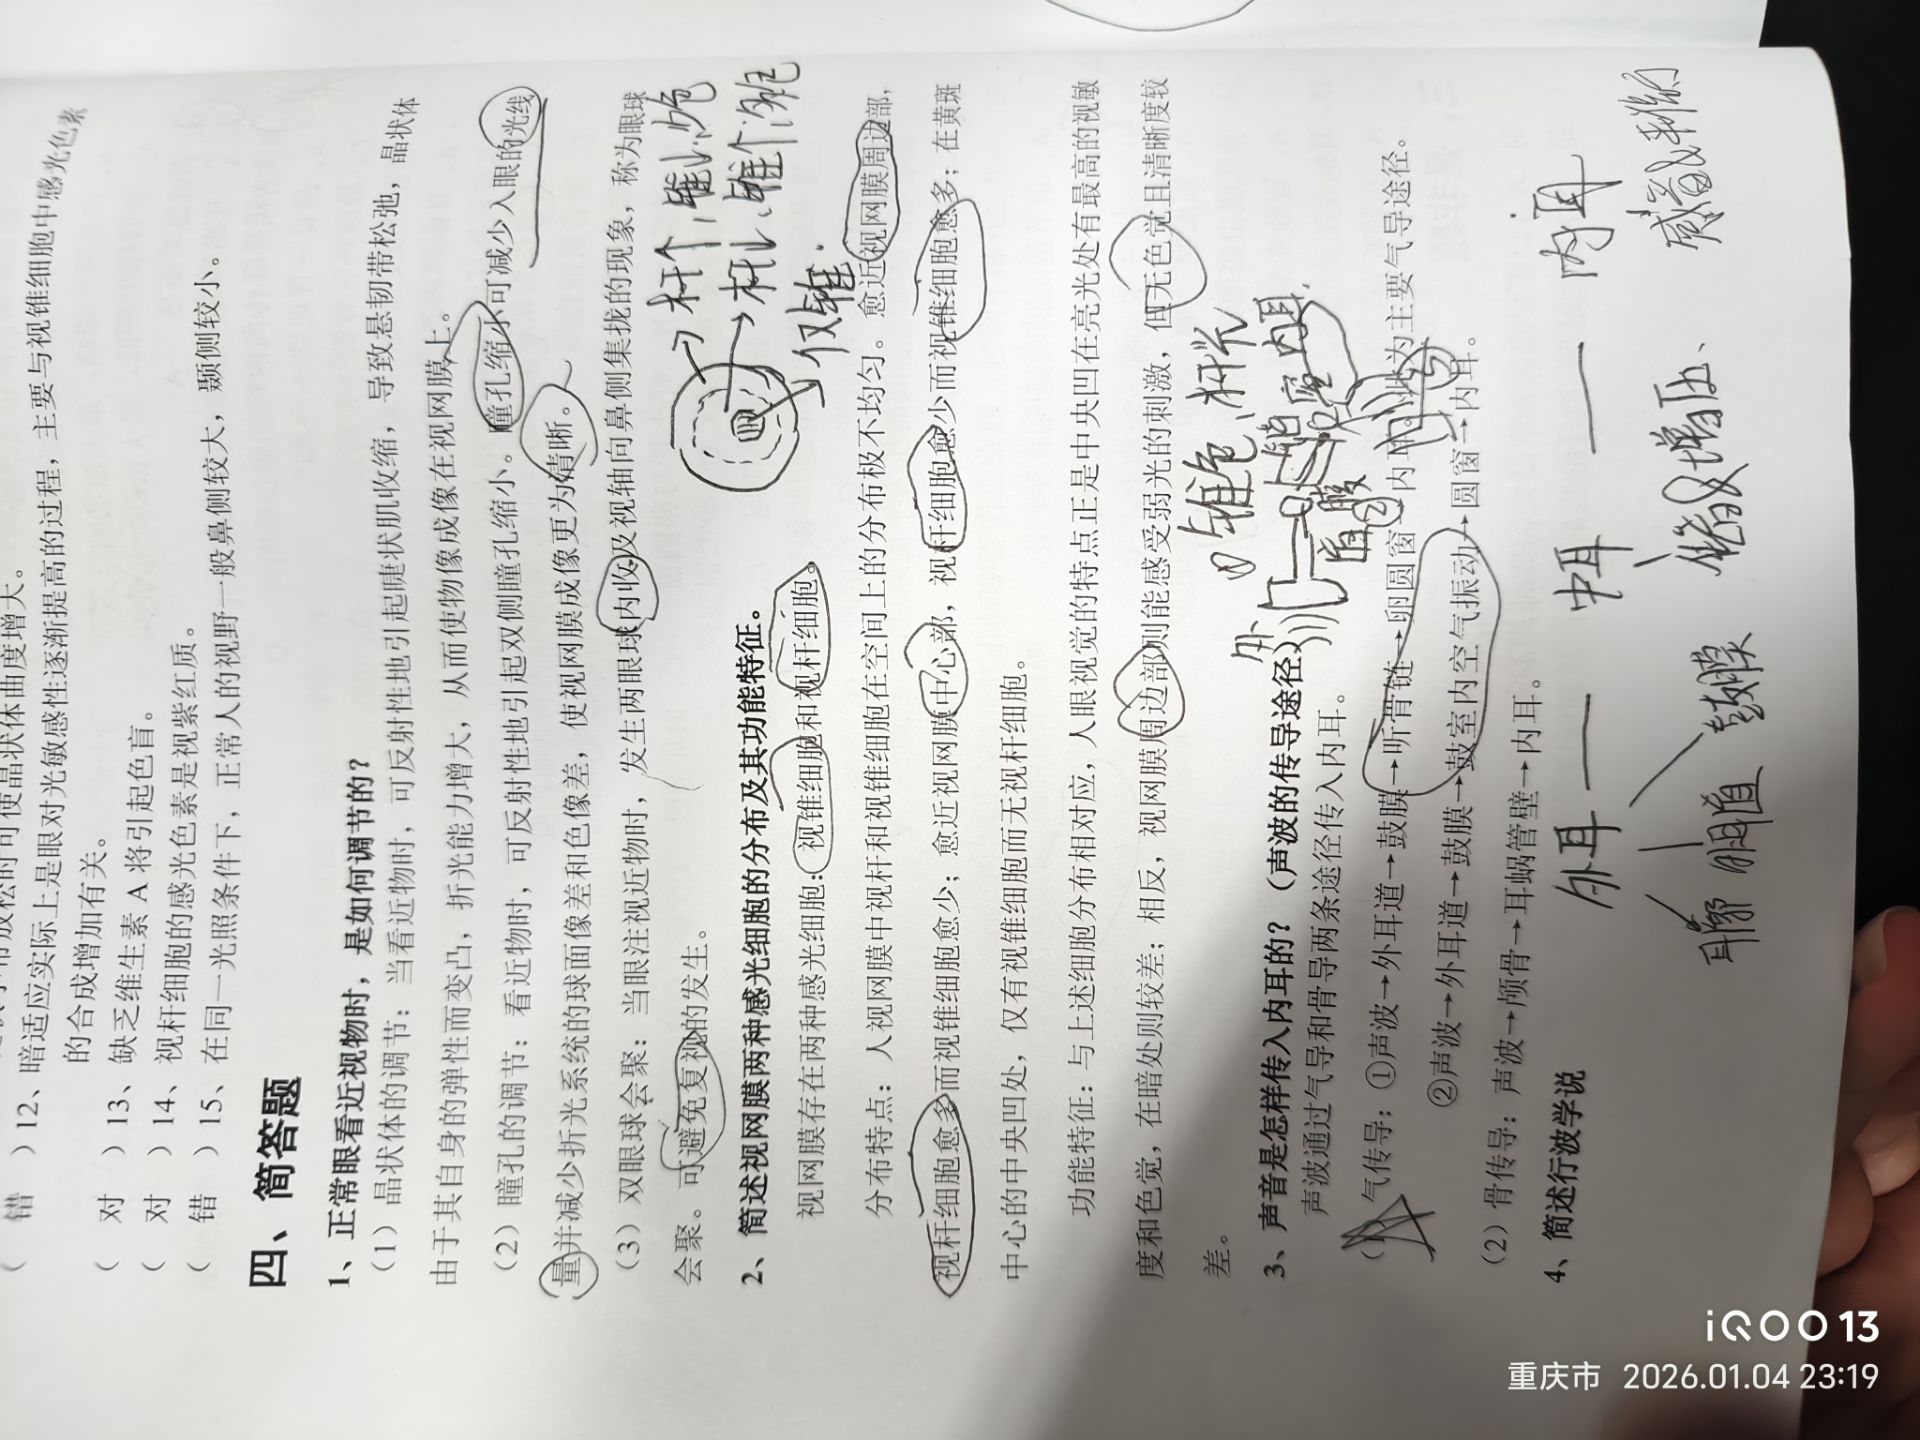 （ 错 ）12、暗适应实际上是眼对光敏感性逐渐提高的过程，主要与视锥细胞中感光色素
的合成增加有关。
（ 对 ）13、缺乏维生素 A 将引起色盲。
（ 对 ）14、视杆细胞的感光色素是视紫红质。
（ 错 ）15、在同一光照条件下，正常人的视野一般鼻侧较大，颞侧较小。
四、简答题
1、正常眼看近视物时，是如何调节的？
（1）晶状体的调节：当看近物时，可反射性地引起睫状肌收缩，导致悬韧带松弛，晶状体
由于其自身的弹性而变凸，折光能力增大，从而使物像成像在视网膜上。
（2）瞳孔的调节：看近物时，可反射性地引起双侧瞳孔缩小。瞳孔缩小可减少入眼的光线
量并减少折光系统的球面像差和色像差，使视网膜成像更为清晰。
（3）双眼球会聚：当眼注视近物时，发生两眼球内收及视轴向鼻侧集拢的现象，称为眼球
会聚。可避免复视的发生。
杆个，锥
杆 锥个
仅锥
2、简述视网膜两种感光细胞的分布及其功能特征。
视网膜存在两种感光细胞：视锥细胞和视杆细胞。
分布特点：人视网膜中视杆和视锥细胞在空间上的分布极不均匀。愈近视网膜周边部，
视杆细胞愈多而视锥细胞愈少；愈近视网膜中心部，视杆细胞愈少而视锥细胞愈多；在黄斑
中心的中央凹处，仅有视锥细胞而无视杆细胞。
功能特征：与上述细胞分布相对应，人眼视觉的特点正是中央凹在亮光处有最高的视敏
度和色觉，在暗处则较差；相反，视网膜周边部则能感受弱光的刺激，但无色觉且清晰度较
差。
锥色、杆光
3、声音是怎样传入内耳的？（声波的传导途径）
外
内耳
声波通过气导和骨导两条途径传入内耳。
气传导：①声波→外耳道→鼓膜→听骨链→卵圆窗→内耳。此为主要气导途径。
②声波→外耳道→鼓膜→鼓室内空气振动→圆窗→内耳。
（2）骨传导：声波→颅骨→耳蜗管壁→内耳。
4、简述行波学说
外耳 — 中耳 — 内耳
耳廓 鼓膜 增压、
iQOO 13
重庆市 2026.01.04 23:19